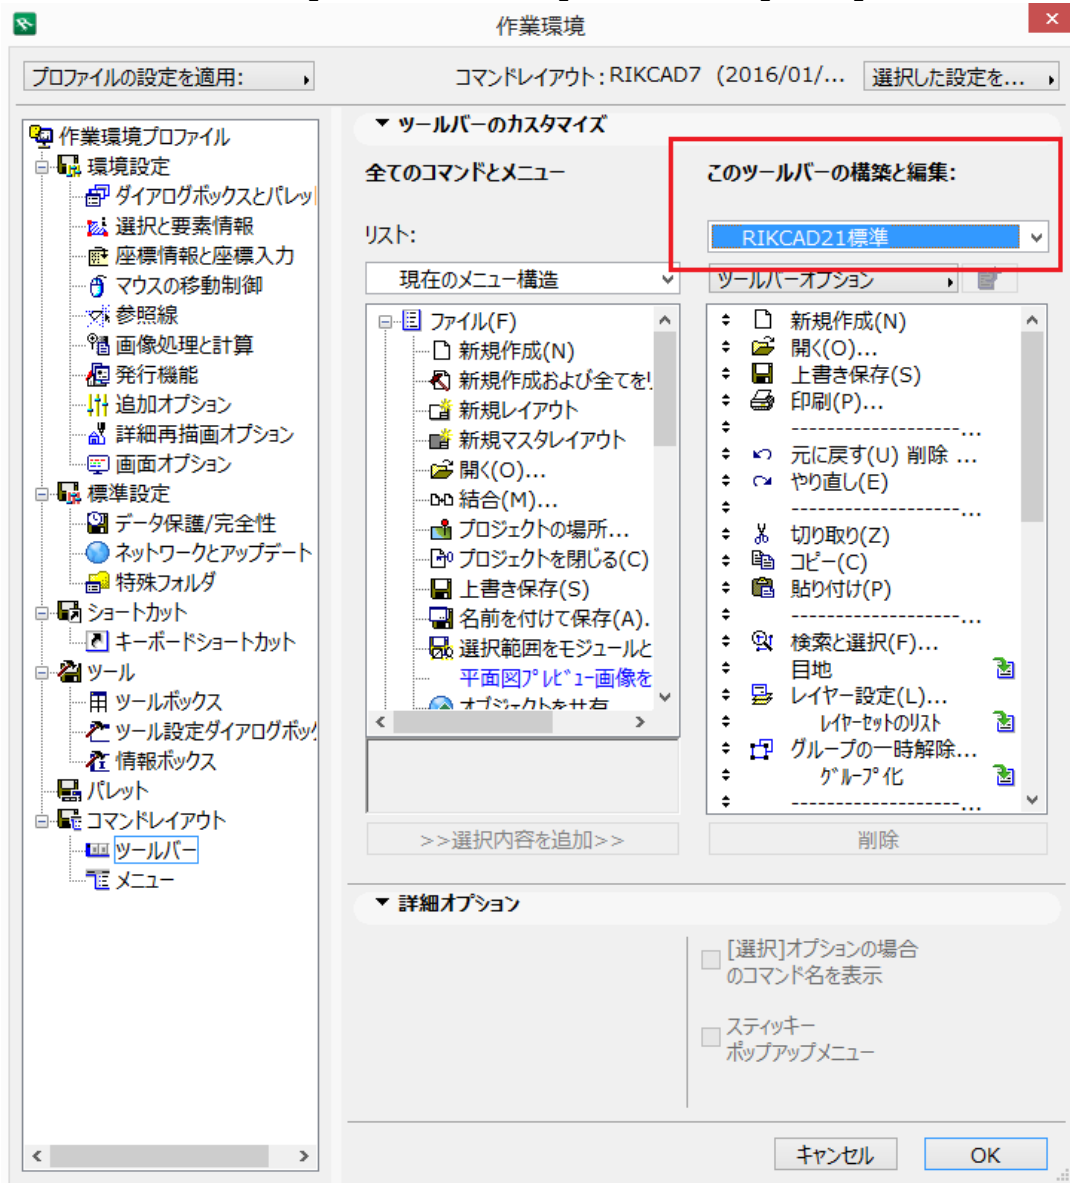 作業環境
プロファイルの設定を適用:
コマンドレイアウト : RIKCAD7 (2016/01/...
選択した設定を...
作業環境プロファイル
環境設定
ダイアログボックスとパレッ
選択と要素情報
座標情報と座標入力
マウスの移動制御
参照線
画像処理と計算
発行機能
追加オプション
詳細再描画オプション
画面オプション
標準設定
データ保護/完全性
ネットワークとアップデート
特殊フォルダ
ショートカット
キーボードショートカット
ツール
ツールボックス
ツール設定ダイアログボッ
情報ボックス
パレット
コマンドレイアウト
ツールバー
メニュー
ツールバーのカスタマイズ
全てのコマンドとメニュー
リスト:
現在のメニュー構造
ファイル(F)
新規作成(N)
新規作成および全てを
新規レイアウト
新規マスタレイアウト
開く(O)...
結合(M)...
プロジェクトの場所...
プロジェクトを閉じる(C)
上書き保存(S)
名前を付けて保存(A).
選択範囲をモジュールと
平面図プレビュー画像を
オブジェクトを共有
>>選択内容を追加>>
このツールバーの構築と編集:
RIKCAD21標準
ツールバーオプション
新規作成(N)
開く(O)...
上書き保存(S)
印刷(P)...
-------------------...
元に戻す(U) 削除 ...
やり直し(E)
-------------------...
切り取り(Z)
コピー(C)
貼り付け(P)
-------------------...
検索と選択(F)...
目地
レイヤー設定(L)...
レイヤーセットのリスト
グループの一時解除...
グループ化
-------------------...
削除
詳細オプション
[選択]オプションの場合
のコマンド名を表示
スティッキー
ポップアップメニュー
キャンセル
OK